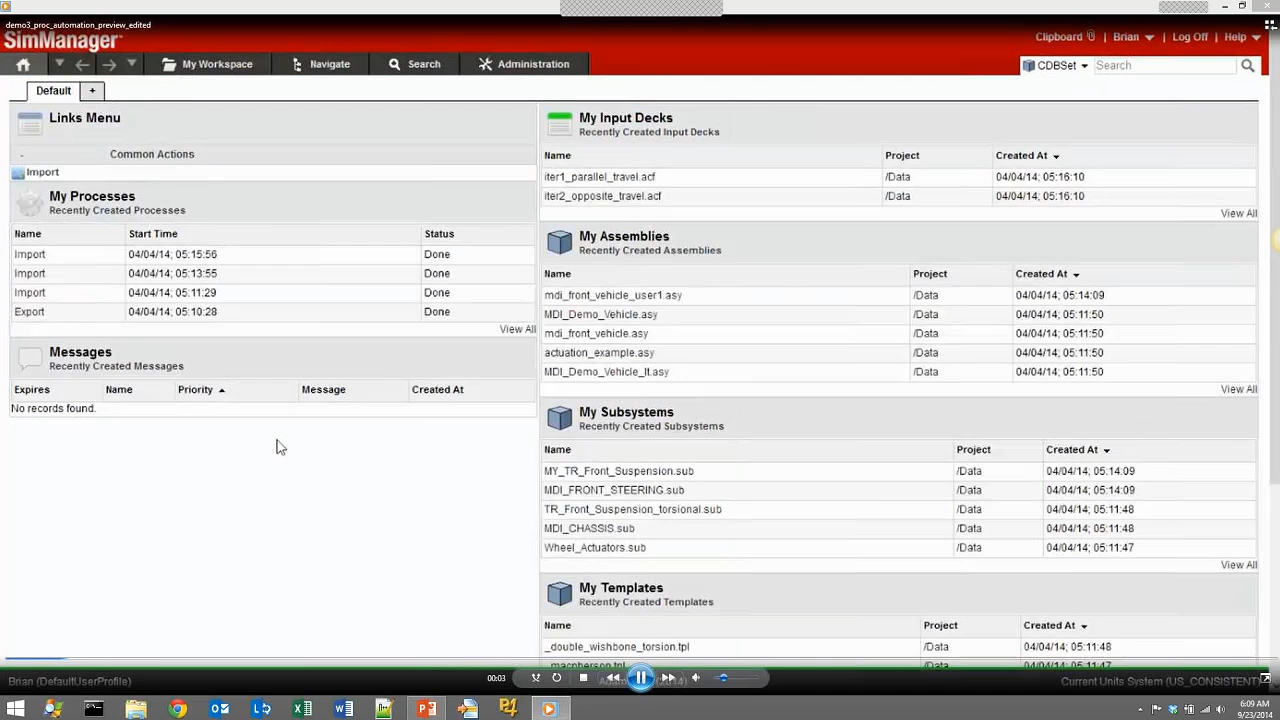 demo3_proc_automation_preview_edited
SimManager
Clipboard | Brian | Log Off | Help
My Workspace Navigate Search Administration CDBSet Search
Default +
Links Menu
- Common Actions
Import
My Processes
Recently Created Processes
Name Start Time Status
Import 04/04/14; 05:15:56 Done
Import 04/04/14; 05:13:55 Done
Import 04/04/14; 05:11:29 Done
Export 04/04/14; 05:10:28 Done
View All
Messages
Recently Created Messages
Expires Name Priority Message Created At
No records found.
My Input Decks
Recently Created Input Decks
Name Project Created At
iter1_parallel_travel.acf /Data 04/04/14; 05:16:10
iter2_opposite_travel.acf /Data 04/04/14; 05:16:10
View All
My Assemblies
Recently Created Assemblies
Name Project Created At
mdi_front_vehicle_user1.asy /Data 04/04/14; 05:14:09
MDI_Demo_Vehicle.asy /Data 04/04/14; 05:11:50
mdi_front_vehicle.asy /Data 04/04/14; 05:11:50
actuation_example.asy /Data 04/04/14; 05:11:50
MDI_Demo_Vehicle_lt.asy /Data 04/04/14; 05:11:50
View All
My Subsystems
Recently Created Subsystems
Name Project Created At
MY_TR_Front_Suspension.sub /Data 04/04/14; 05:14:09
MDI_FRONT_STEERING.sub /Data 04/04/14; 05:14:09
TR_Front_Suspension_torsional.sub /Data 04/04/14; 05:11:48
MDI_CHASSIS.sub /Data 04/04/14; 05:11:48
Wheel_Actuators.sub /Data 04/04/14; 05:11:47
View All
My Templates
Recently Created Templates
Name Project Created At
_double_wishbone_torsion.tpl /Data 04/04/14; 05:11:48
_macpherson.tpl /Data 04/04/14; 05:11:47
Brian (DefaultUserProfile) 00:03 Current Units System (US_CONSISTENT)
6:09 AM
9/23/2014